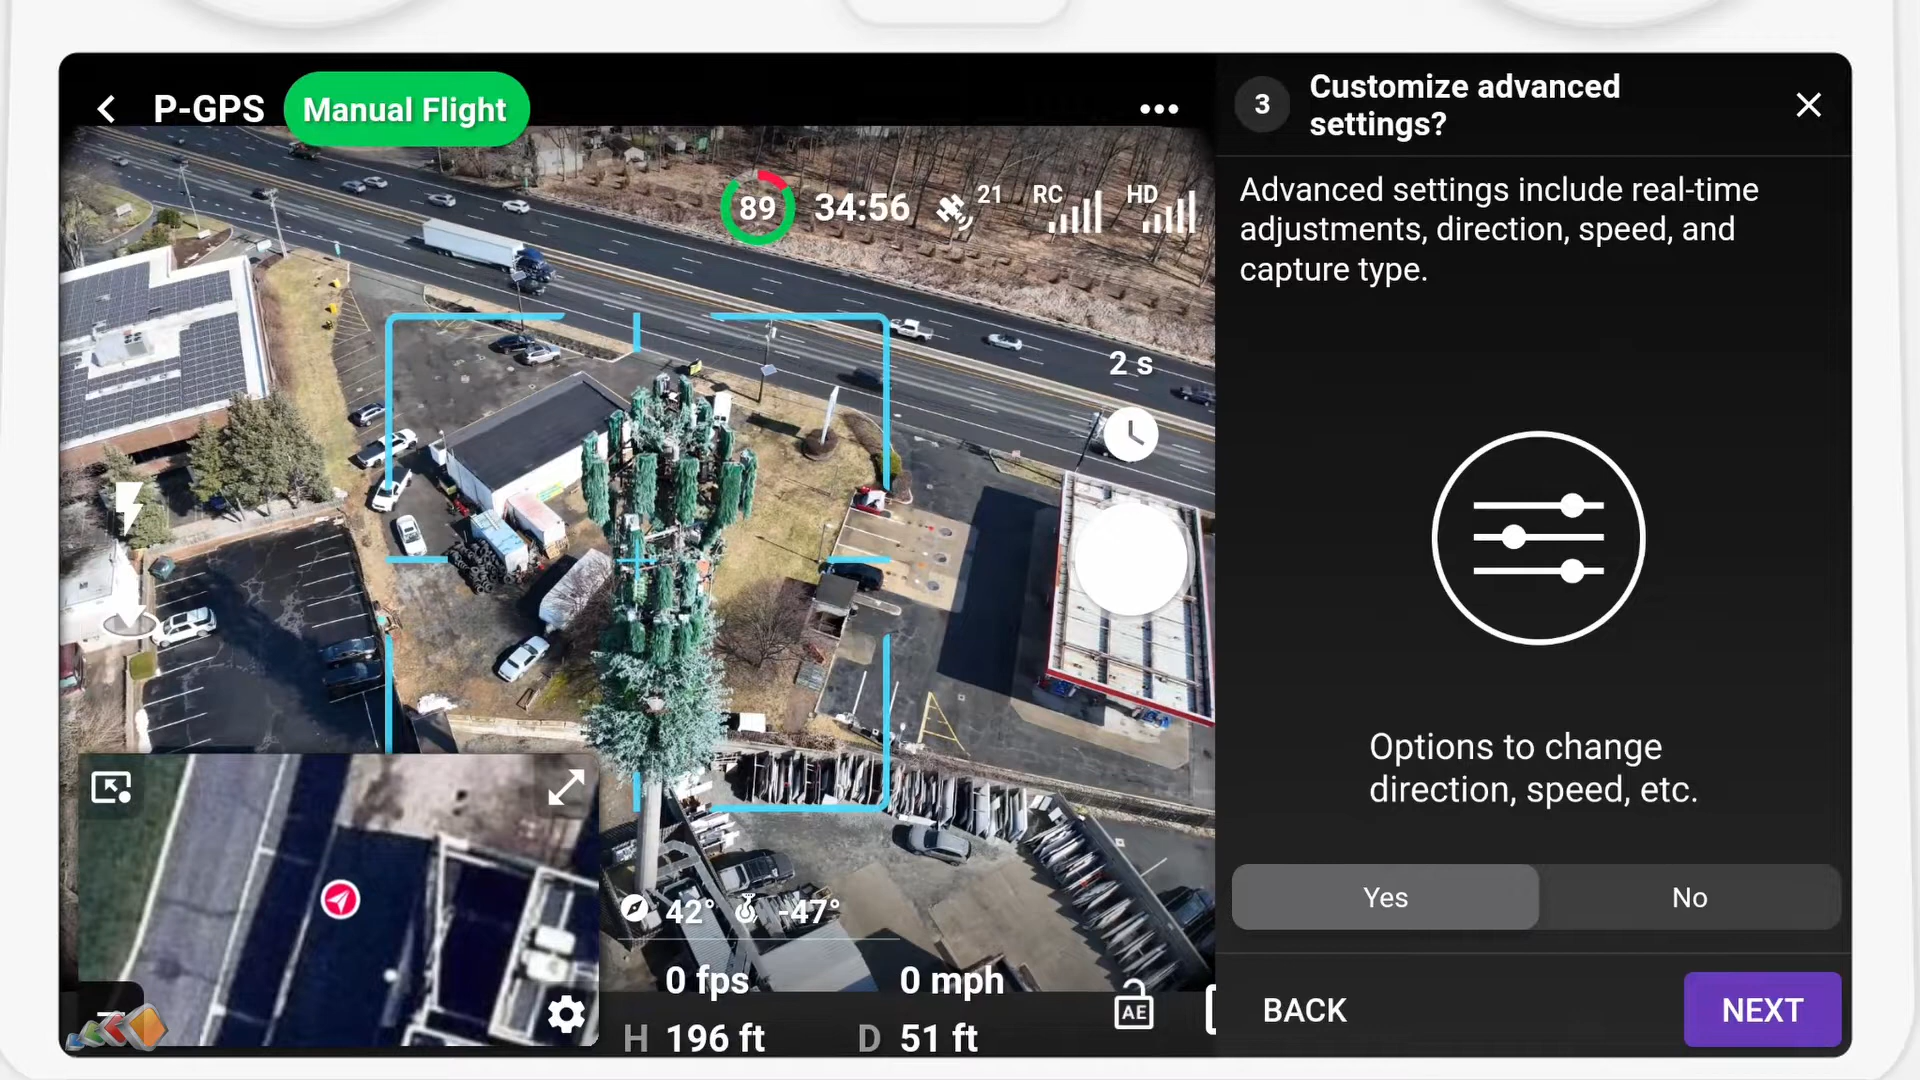 P-GPS
Manual Flight
3
Customize advanced
settings?
Advanced settings include real-time
adjustments, direction, speed, and
capture type.
89
34:56
21
RC
HD
2 s
Options to change
direction, speed, etc.
Yes
No
42°
-47°
0 fps
0 mph
AE
H 196 ft
D 51 ft
BACK
NEXT